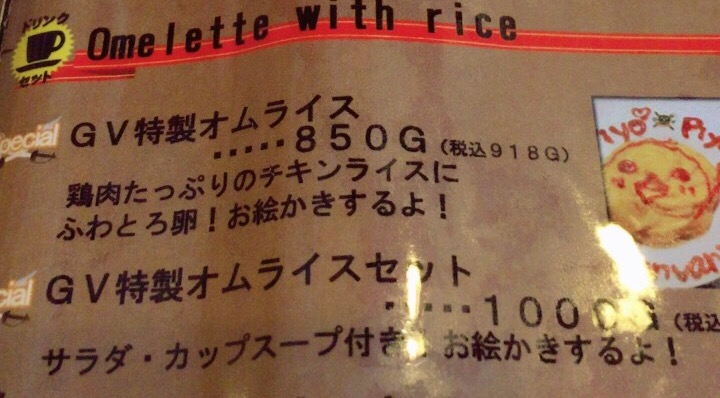 ドリンク
セット
Omelette with rice
Special
GV特製オムライス
･････850G(税込918G)
鶏肉たっぷりのチキンライスに
ふわとろ卵!お絵かきするよ!
cial
GV特製オムライスセット
･････1000G(税込
サラダ・カップスープ付き!お絵かきするよ!